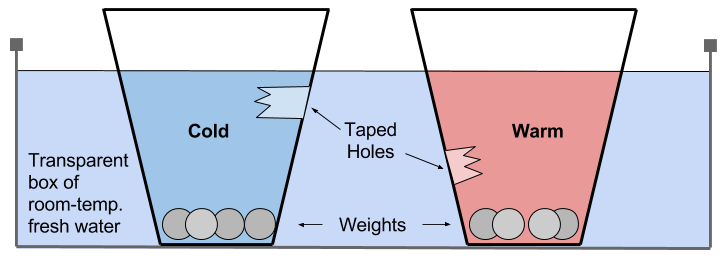 Cold
Taped
Holes
Warm
Transparent
box of
room-temp.
fresh water
Weights